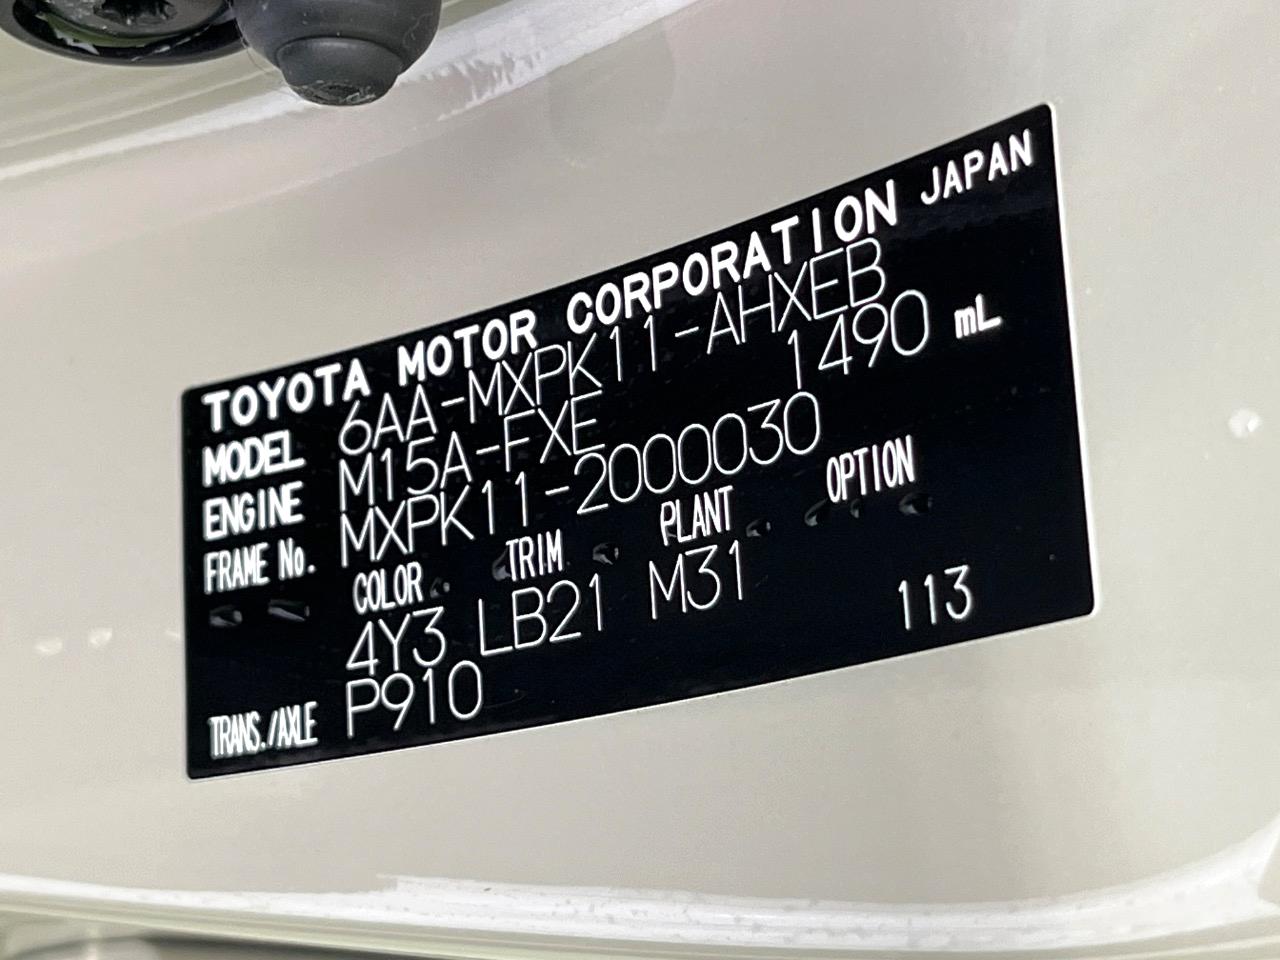 TOYOTA MOTOR CORPORATION JAPAN
MODEL 6AA-MXPK11-AHXEB
ENGINE M15A-FXE 1490 mL
FRAME No. MXPK11-2000030
COLOR TRIM PLANT OPTION
4Y3 LB21 M31 113
TRANS./AXLE P910